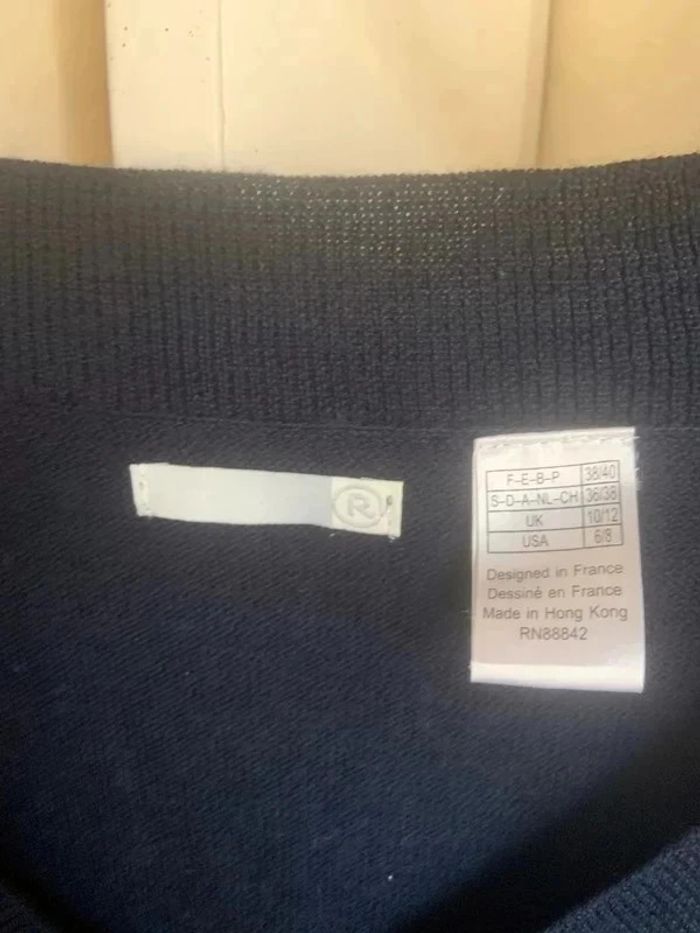 R
F–E–B–P 38/40
S–D–A–NL–CH 36/38
UK 10/12
USA 6/8
Designed in France
Dessiné en France
Made in Hong Kong
RN88842